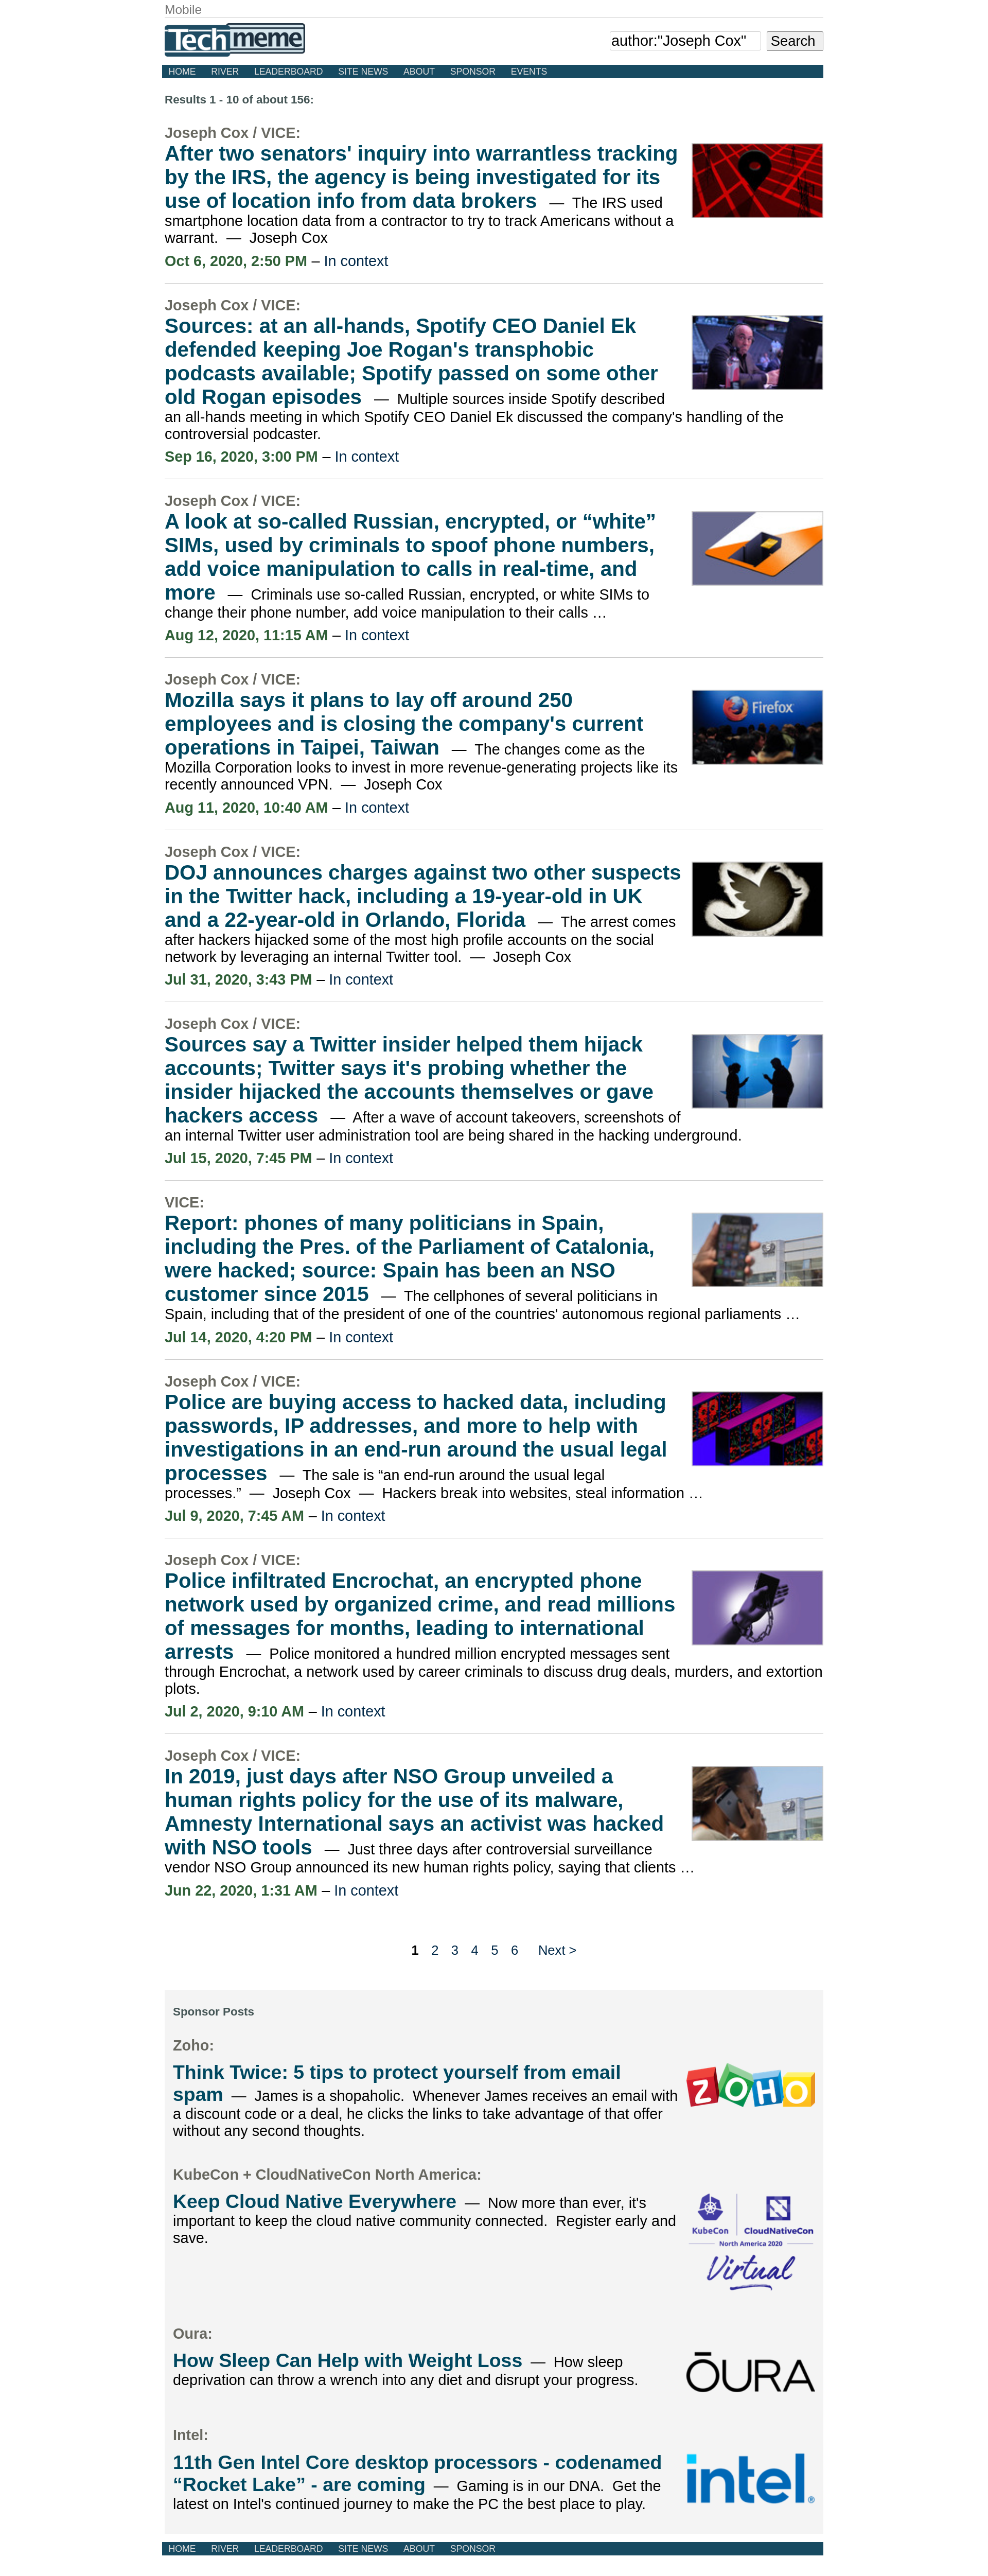 Mobile
Techmeme
author:"Joseph Cox"
Search
HOME RIVER LEADERBOARD SITE NEWS ABOUT SPONSOR EVENTS
Results 1 - 10 of about 156:
Joseph Cox / VICE:
After two senators' inquiry into warrantless tracking
by the IRS, the agency is being investigated for its
use of location info from data brokers — The IRS used
smartphone location data from a contractor to try to track Americans without a
warrant. — Joseph Cox
Oct 6, 2020, 2:50 PM – In context
Joseph Cox / VICE:
Sources: at an all-hands, Spotify CEO Daniel Ek
defended keeping Joe Rogan's transphobic
podcasts available; Spotify passed on some other
old Rogan episodes — Multiple sources inside Spotify described
an all-hands meeting in which Spotify CEO Daniel Ek discussed the company's handling of the
controversial podcaster.
Sep 16, 2020, 3:00 PM – In context
Joseph Cox / VICE:
A look at so-called Russian, encrypted, or “white”
SIMs, used by criminals to spoof phone numbers,
add voice manipulation to calls in real-time, and
more — Criminals use so-called Russian, encrypted, or white SIMs to
change their phone number, add voice manipulation to their calls …
Aug 12, 2020, 11:15 AM – In context
Joseph Cox / VICE:
Mozilla says it plans to lay off around 250
employees and is closing the company's current
operations in Taipei, Taiwan — The changes come as the
Mozilla Corporation looks to invest in more revenue-generating projects like its
recently announced VPN. — Joseph Cox
Firefox
Aug 11, 2020, 10:40 AM – In context
Joseph Cox / VICE:
DOJ announces charges against two other suspects
in the Twitter hack, including a 19-year-old in UK
and a 22-year-old in Orlando, Florida — The arrest comes
after hackers hijacked some of the most high profile accounts on the social
network by leveraging an internal Twitter tool. — Joseph Cox
Jul 31, 2020, 3:43 PM – In context
Joseph Cox / VICE:
Sources say a Twitter insider helped them hijack
accounts; Twitter says it's probing whether the
insider hijacked the accounts themselves or gave
hackers access — After a wave of account takeovers, screenshots of
an internal Twitter user administration tool are being shared in the hacking underground.
Jul 15, 2020, 7:45 PM – In context
VICE:
Report: phones of many politicians in Spain,
including the Pres. of the Parliament of Catalonia,
were hacked; source: Spain has been an NSO
customer since 2015 — The cellphones of several politicians in
Spain, including that of the president of one of the countries' autonomous regional parliaments …
Jul 14, 2020, 4:20 PM – In context
Joseph Cox / VICE:
Police are buying access to hacked data, including
passwords, IP addresses, and more to help with
investigations in an end-run around the usual legal
processes — The sale is “an end-run around the usual legal
processes.” — Joseph Cox — Hackers break into websites, steal information …
Jul 9, 2020, 7:45 AM – In context
Joseph Cox / VICE:
Police infiltrated Encrochat, an encrypted phone
network used by organized crime, and read millions
of messages for months, leading to international
arrests — Police monitored a hundred million encrypted messages sent
through Encrochat, a network used by career criminals to discuss drug deals, murders, and extortion
plots.
Jul 2, 2020, 9:10 AM – In context
Joseph Cox / VICE:
In 2019, just days after NSO Group unveiled a
human rights policy for the use of its malware,
Amnesty International says an activist was hacked
with NSO tools — Just three days after controversial surveillance
vendor NSO Group announced its new human rights policy, saying that clients …
Jun 22, 2020, 1:31 AM – In context
1 2 3 4 5 6 Next >
Sponsor Posts
Zoho:
Think Twice: 5 tips to protect yourself from email
spam — James is a shopaholic. Whenever James receives an email with
a discount code or a deal, he clicks the links to take advantage of that offer
without any second thoughts.
ZOHO
KubeCon + CloudNativeCon North America:
Keep Cloud Native Everywhere — Now more than ever, it's
important to keep the cloud native community connected. Register early and
save.
KubeCon CloudNativeCon
North America 2020
Virtual
Oura:
How Sleep Can Help with Weight Loss — How sleep
deprivation can throw a wrench into any diet and disrupt your progress.
ŌURA
Intel:
11th Gen Intel Core desktop processors - codenamed
“Rocket Lake” - are coming — Gaming is in our DNA. Get the
latest on Intel's continued journey to make the PC the best place to play.
intel®
HOME RIVER LEADERBOARD SITE NEWS ABOUT SPONSOR